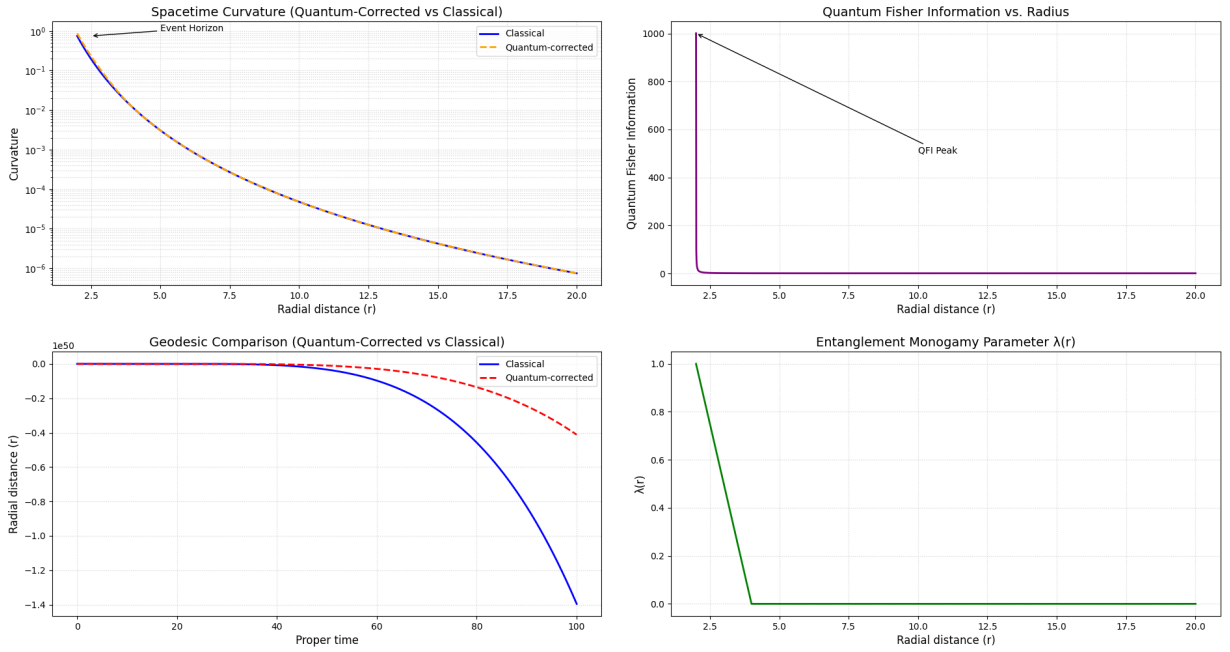 Spacetime Curvature (Quantum-Corrected vs Classical)
Event Horizon
Classical
Quantum-corrected
10⁰
10⁻¹
10⁻²
10⁻³
10⁻⁴
10⁻⁵
10⁻⁶
Curvature
2.5 5.0 7.5 10.0 12.5 15.0 17.5 20.0
Radial distance (r)
Quantum Fisher Information vs. Radius
QFI Peak
1000
800
600
400
200
0
Quantum Fisher Information
2.5 5.0 7.5 10.0 12.5 15.0 17.5 20.0
Radial distance (r)
Geodesic Comparison (Quantum-Corrected vs Classical)
1e50
Classical
Quantum-corrected
0.0
−0.2
−0.4
−0.6
−0.8
−1.0
−1.2
−1.4
Radial distance (r)
0 20 40 60 80 100
Proper time
Entanglement Monogamy Parameter λ(r)
1.0
0.8
0.6
0.4
0.2
0.0
λ(r)
2.5 5.0 7.5 10.0 12.5 15.0 17.5 20.0
Radial distance (r)